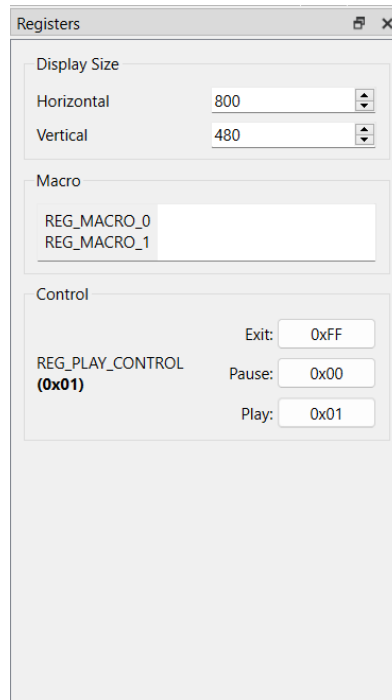 Registers
Display Size
Horizontal 800
Vertical 480
Macro
REG_MACRO_0
REG_MACRO_1
Control
Exit: 0xFF
REG_PLAY_CONTROL
(0x01)
Pause: 0x00
Play: 0x01